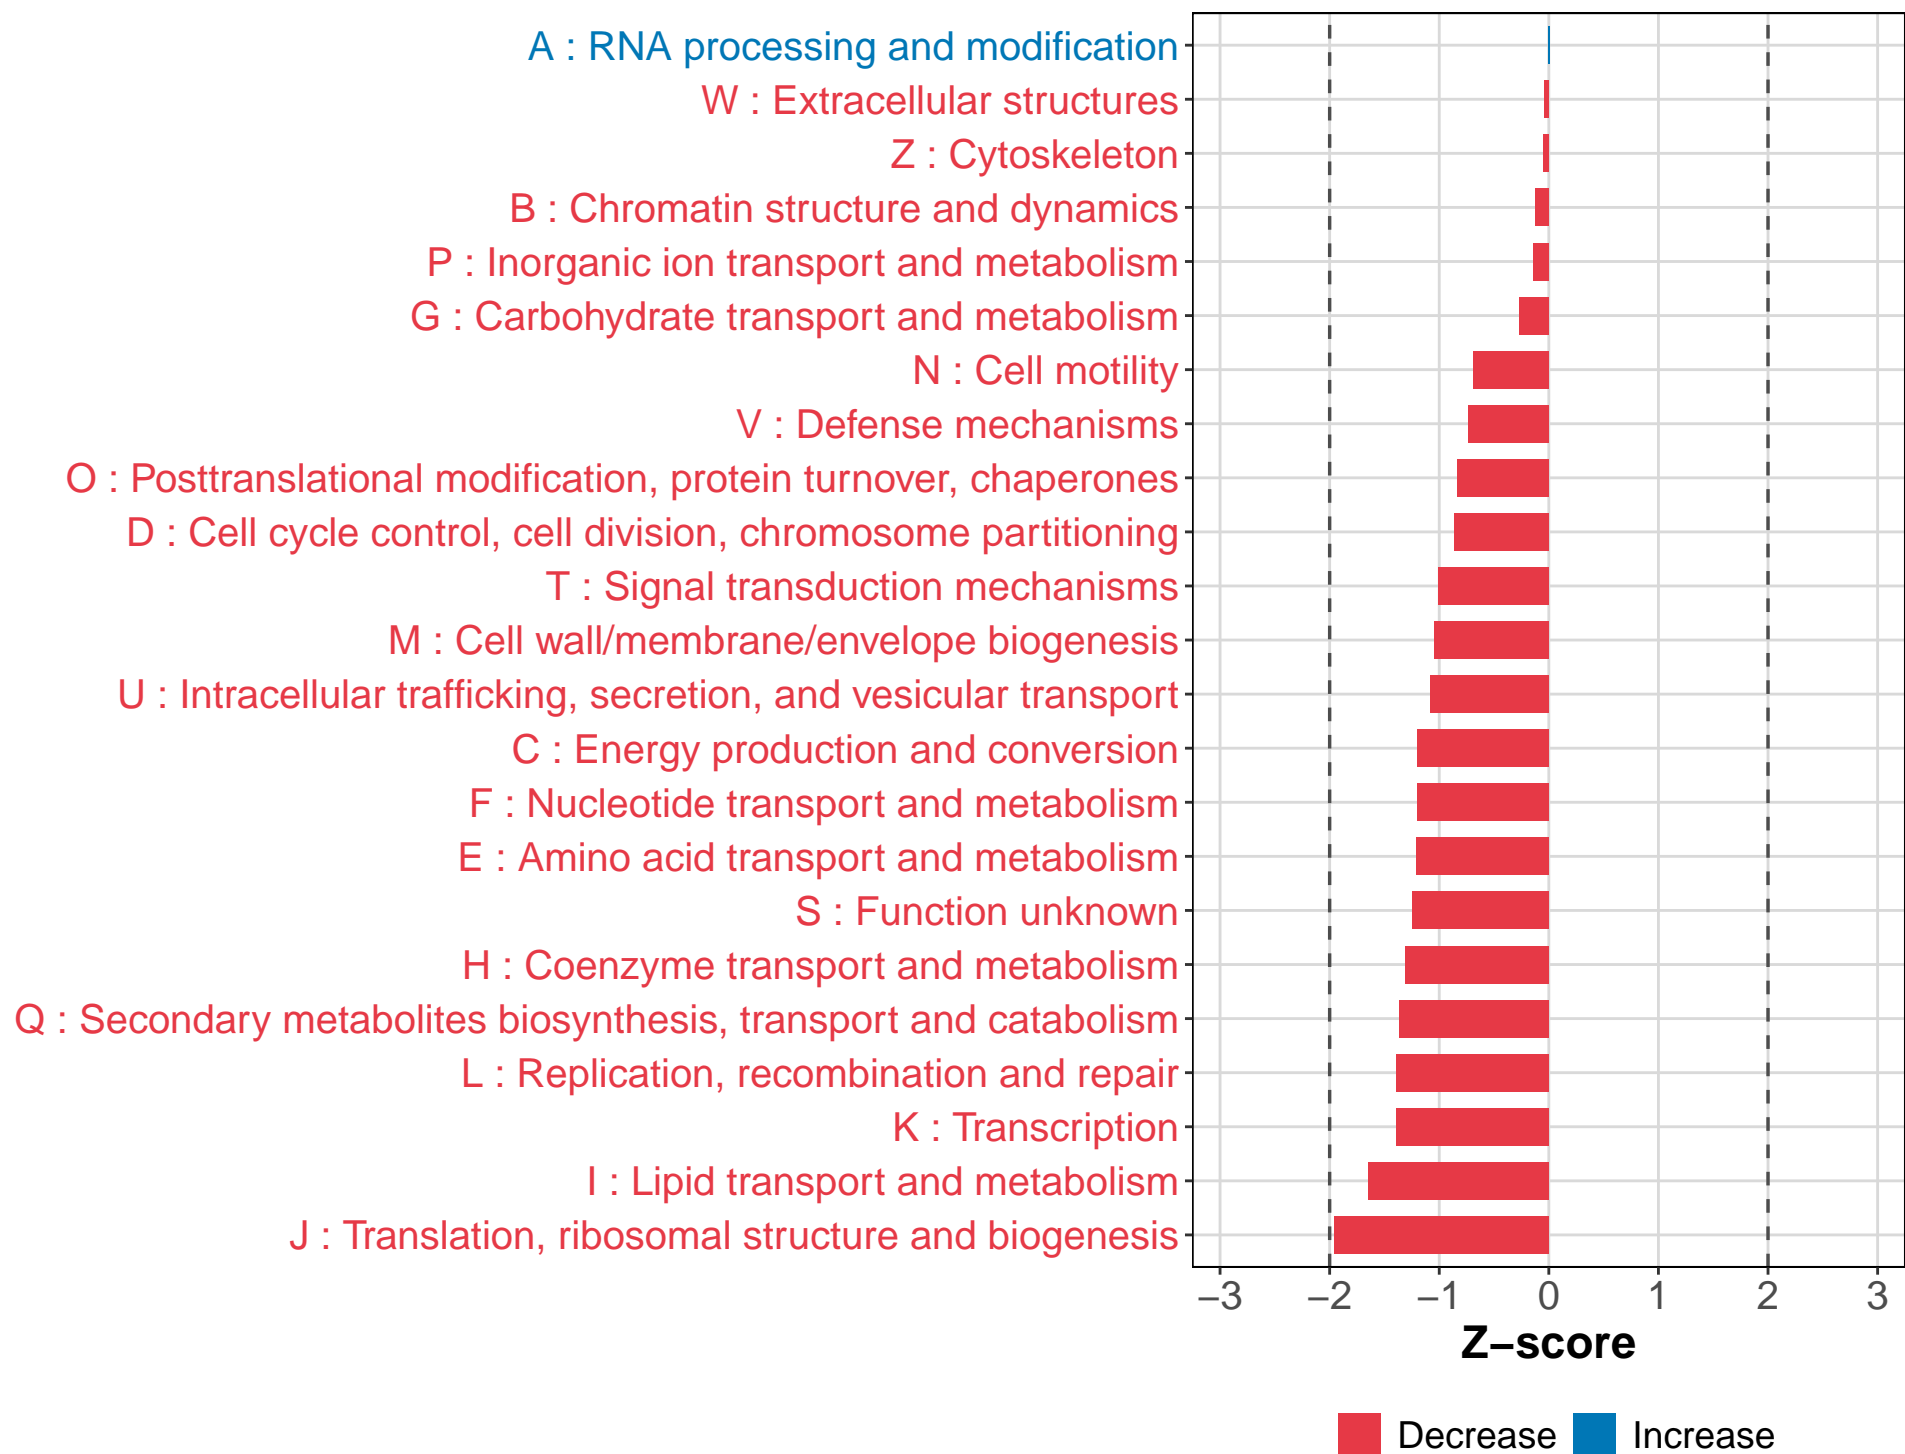 A : RNA processing and modification
W : Extracellular structures
Z : Cytoskeleton
B : Chromatin structure and dynamics
P : Inorganic ion transport and metabolism
G : Carbohydrate transport and metabolism
N : Cell motility
V : Defense mechanisms
O : Posttranslational modification, protein turnover, chaperones
D : Cell cycle control, cell division, chromosome partitioning
T : Signal transduction mechanisms
M : Cell wall/membrane/envelope biogenesis
U : Intracellular trafficking, secretion, and vesicular transport
C : Energy production and conversion
F : Nucleotide transport and metabolism
E : Amino acid transport and metabolism
S : Function unknown
H : Coenzyme transport and metabolism
Q : Secondary metabolites biosynthesis, transport and catabolism
L : Replication, recombination and repair
K : Transcription
I : Lipid transport and metabolism
J : Translation, ribosomal structure and biogenesis
−3 −2 −1 0 1 2 3
Z−score
Decrease Increase